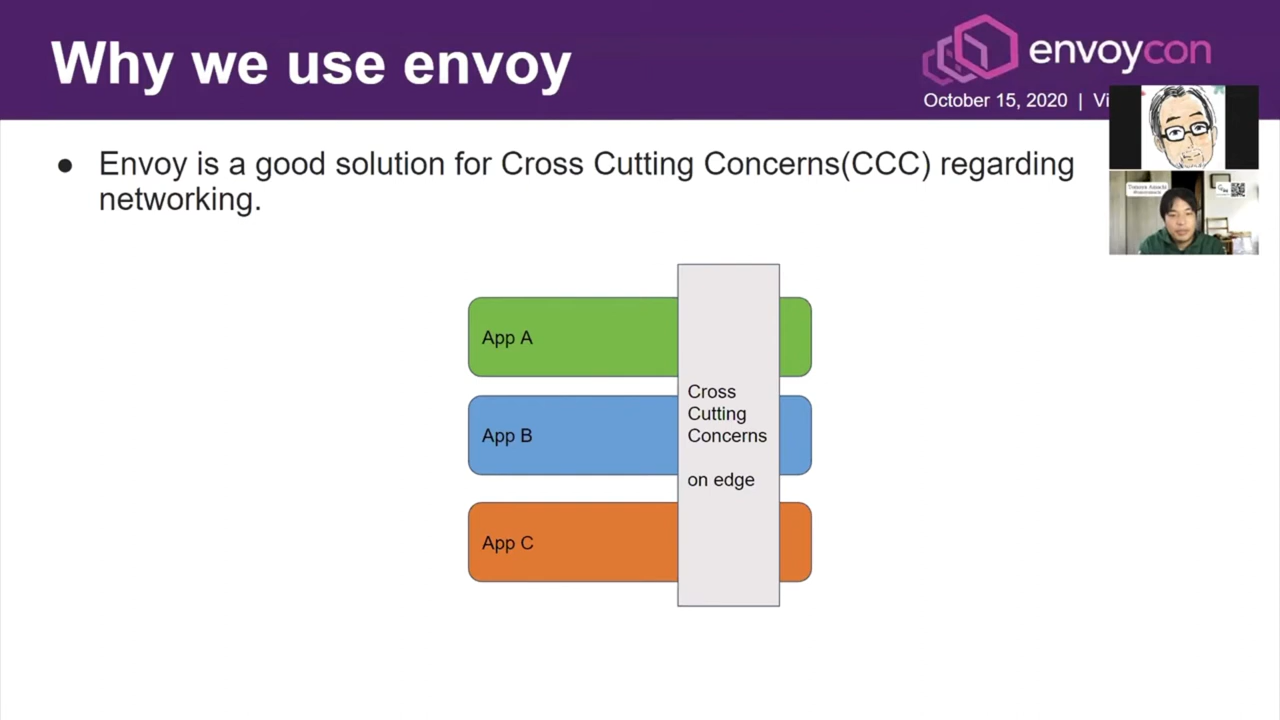 Why we use envoy
envoycon
October 15, 2020 | Vi
Envoy is a good solution for Cross Cutting Concerns(CCC) regarding
networking.
App A
App B
App C
Cross
Cutting
Concerns
on edge